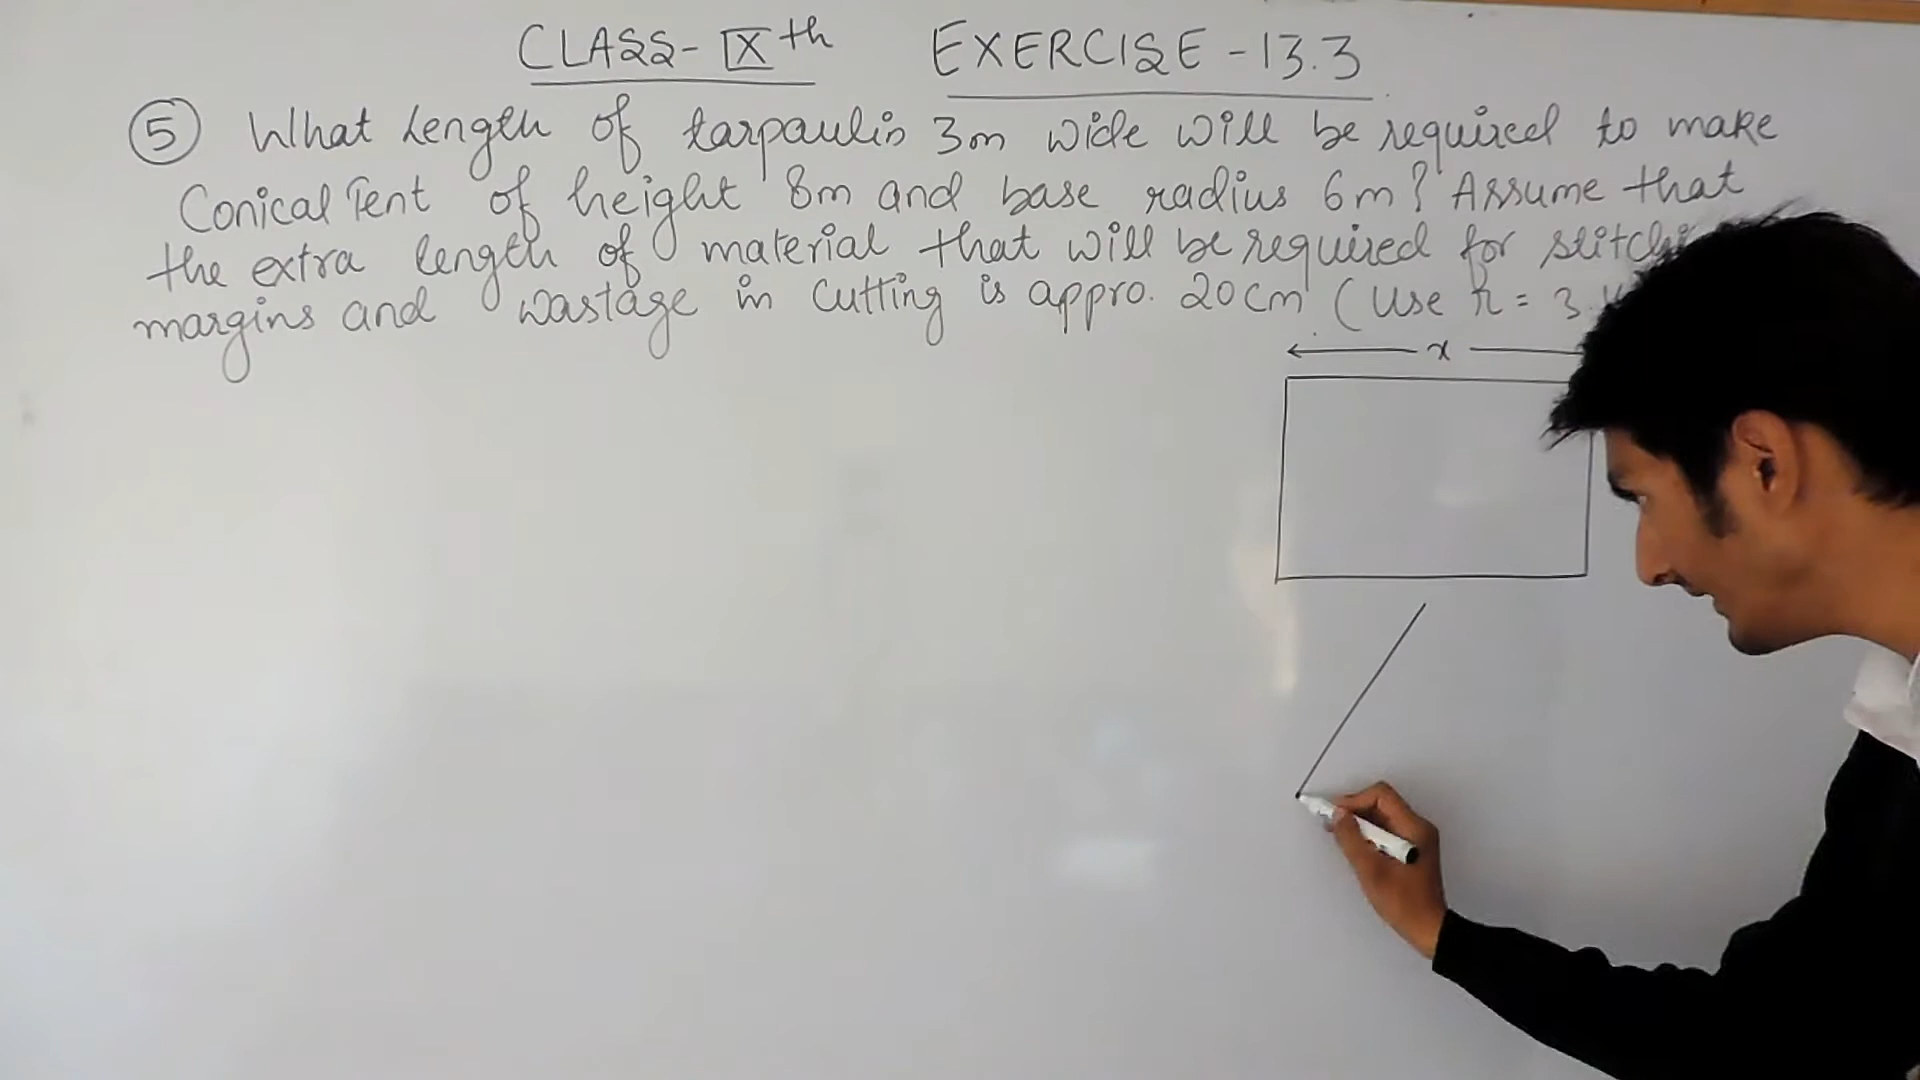 CLASS-IXth EXERCISE-13.3
5 What Length of tarpaulin 3m wide will be required to make
Conical Tent of height 8m and base radius 6m? Assume that
the extra length of material that will be required for
margins and wastage in cutting is appro. 20cm (Use π = 3.
x